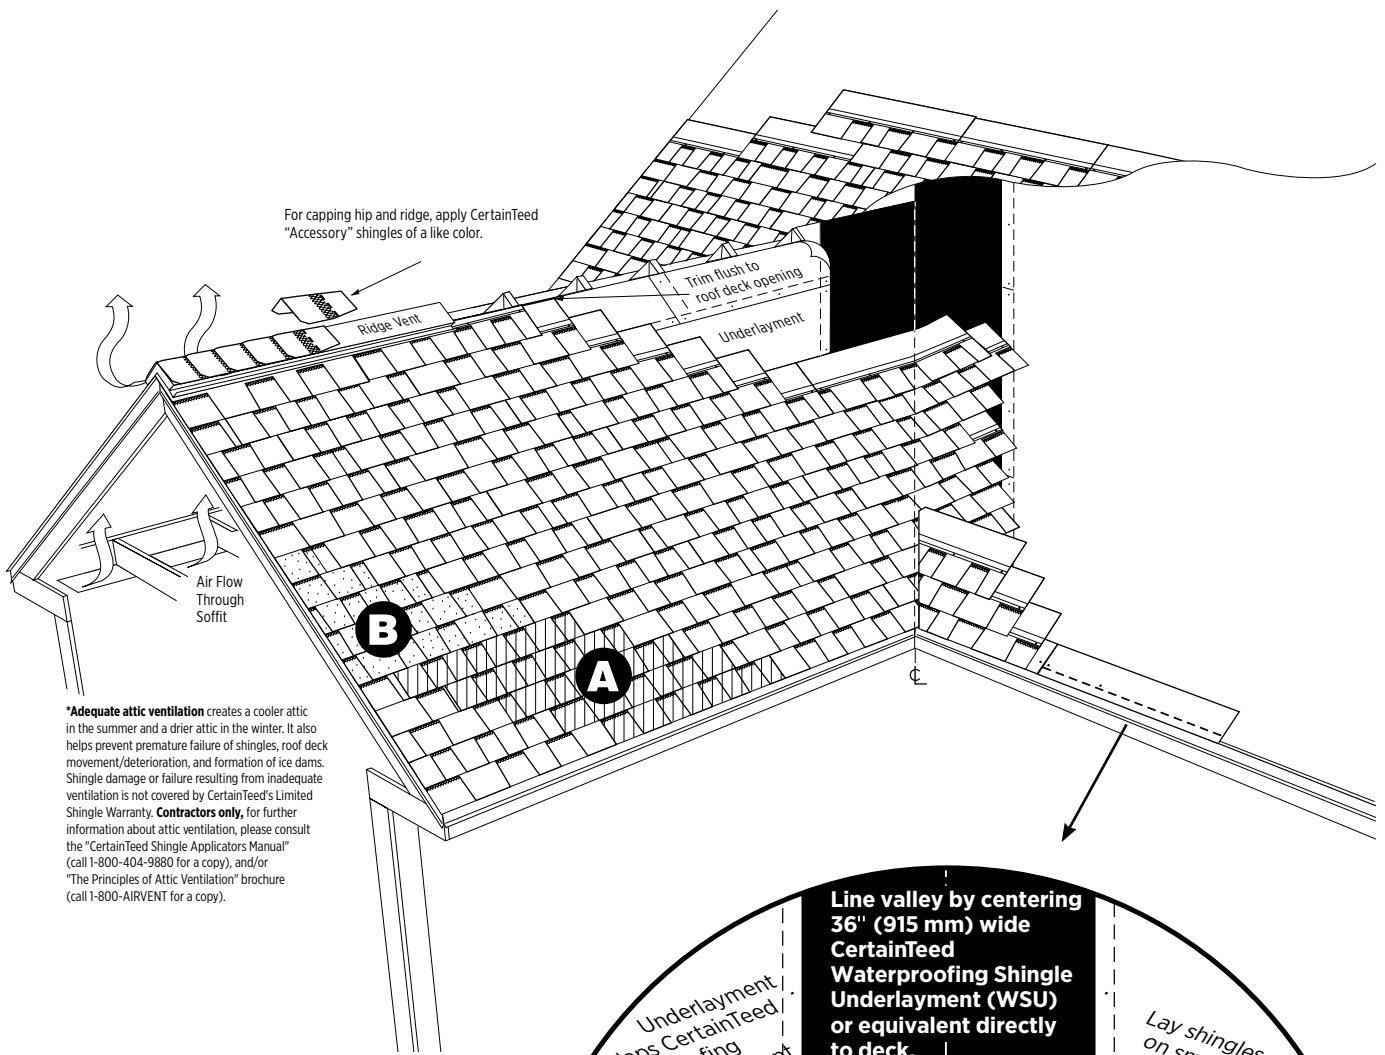 For capping hip and ridge, apply CertainTeed
“Accessory” shingles of a like color.
Trim flush to
roof deck opening
Ridge Vent
Underlayment
Air Flow
Through
Soffit
B
A
℄
*Adequate attic ventilation creates a cooler attic
in the summer and a drier attic in the winter. It also
helps prevent premature failure of shingles, roof deck
movement/deterioration, and formation of ice dams.
Shingle damage or failure resulting from inadequate
ventilation is not covered by CertainTeed's Limited
Shingle Warranty. Contractors only, for further
information about attic ventilation, please consult
the "CertainTeed Shingle Applicators Manual"
(call 1-800-404-9880 for a copy), and/or
"The Principles of Attic Ventilation" brochure
(call 1-800-AIRVENT for a copy).
Line valley by centering
36" (915 mm) wide
CertainTeed
Waterproofing Shingle
Underlayment (WSU)
or equivalent directly
to deck.
Underlayment
CertainTeed
Lay shingles
on